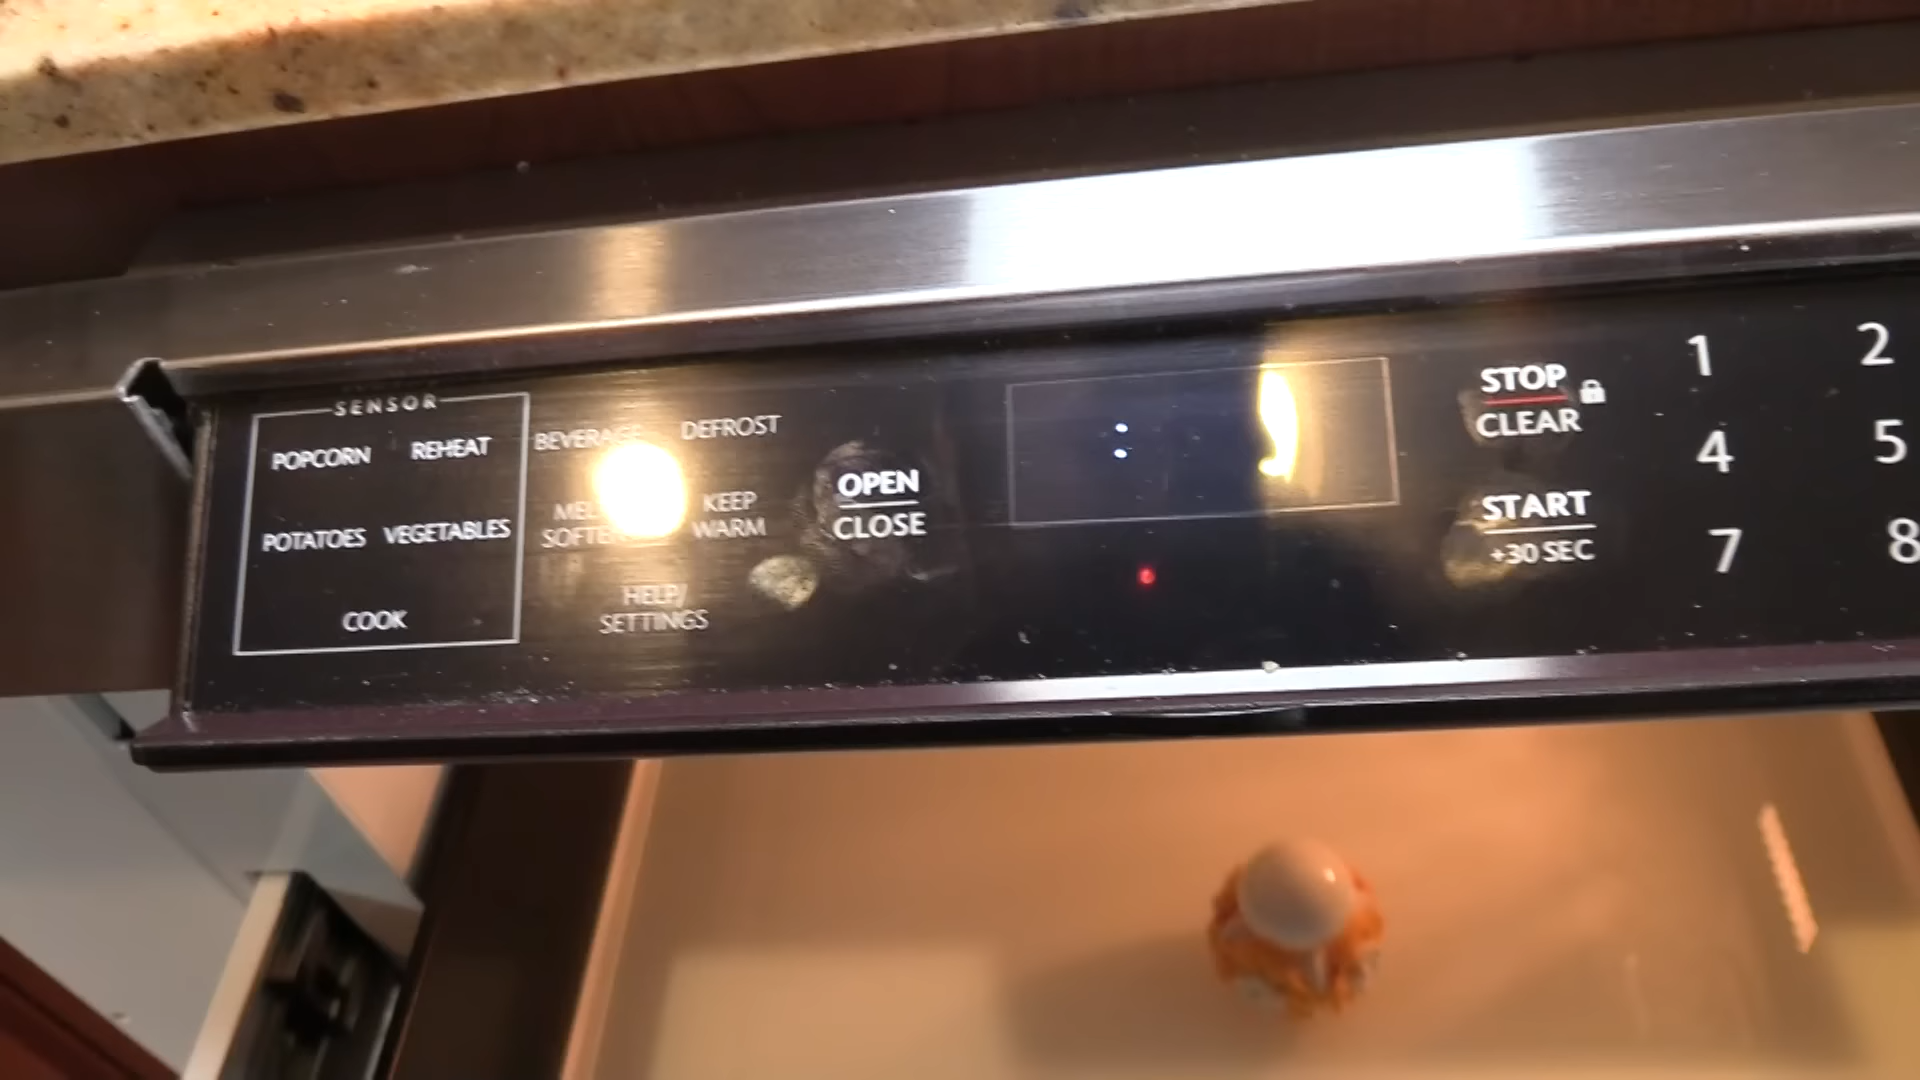 SENSOR
POPCORN REHEAT
POTATOES VEGETABLES
COOK
BEVERAGE DEFROST
KEEP
WARM
HELP/
SETTINGS
OPEN
CLOSE
:
STOP
CLEAR
START
+30 SEC
1 2
4 5
7 8